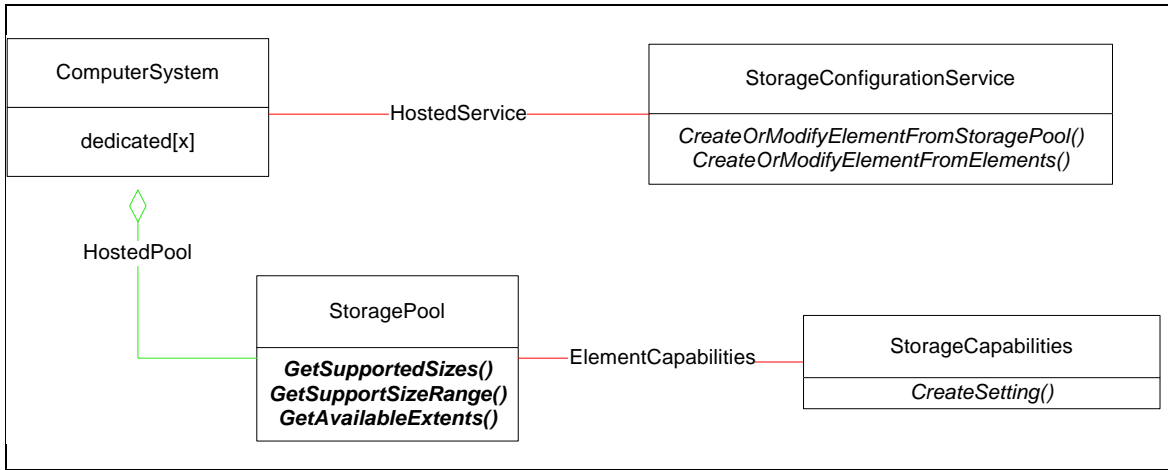 ComputerSystem
dedicated[x]
HostedService
StorageConfigurationService
CreateOrModifyElementFromStoragePool()
CreateOrModifyElementFromElements()
HostedPool
StoragePool
GetSupportedSizes()
GetSupportSizeRange()
GetAvailableExtents()
ElementCapabilities
StorageCapabilities
CreateSetting()